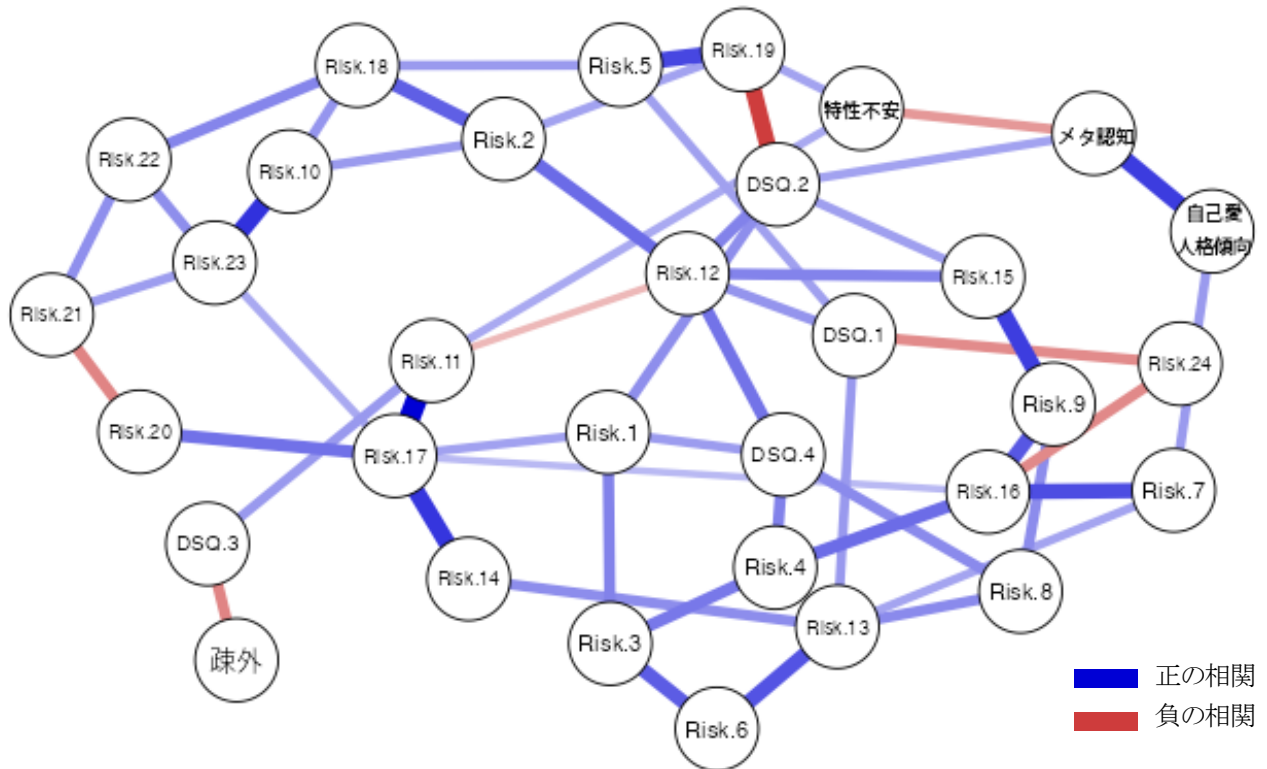 Risk.19
Risk.18
Risk.5
特性不安
メタ認知
Risk.2
Risk.22
Risk.10
DSQ.2
自己愛
人格傾向
Risk.23
Risk.12
Risk.15
Risk.21
DSQ.1
Risk.11
Risk.24
Risk.9
Risk.20
Risk.1
Risk.17
DSQ.4
Risk.16
Risk.7
DSQ.3
Risk.4
Risk.14
Risk.8
Risk.13
Risk.3
疎外
正の相関
負の相関
Risk.6